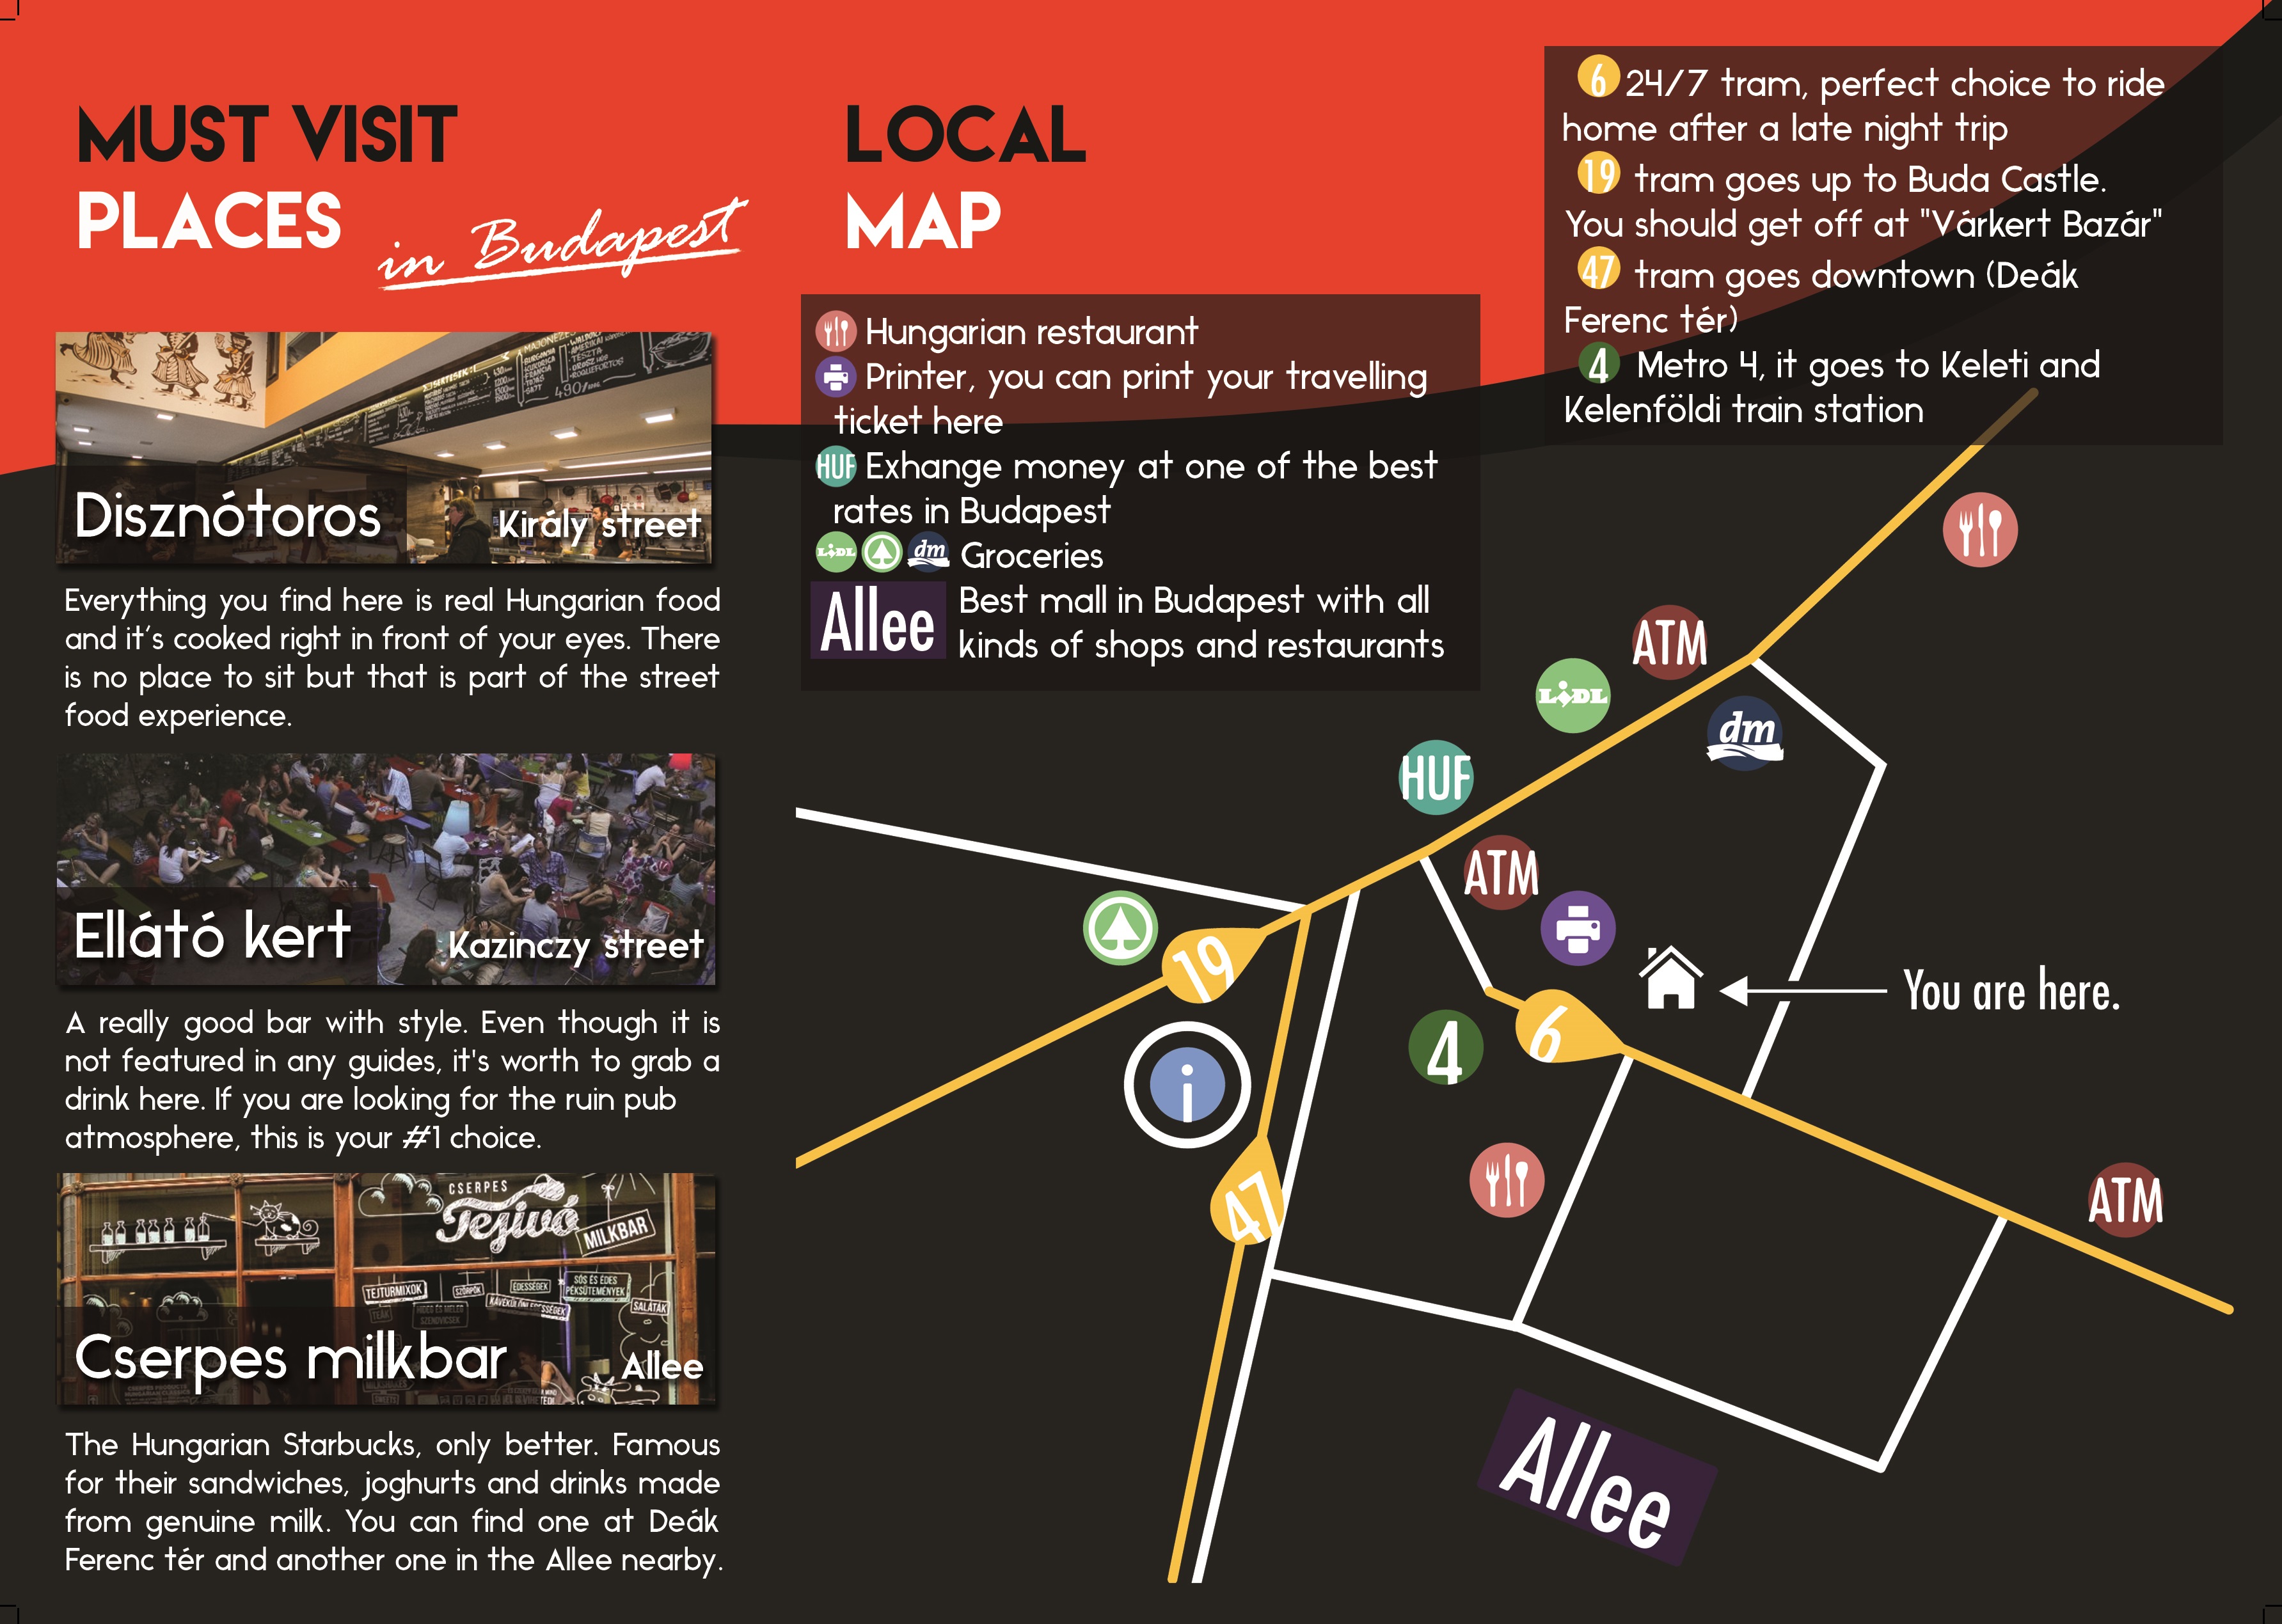 MUST VISIT
PLACES
in Budapest
Disznótoros
Király street
Everything you find here is real Hungarian food
and it's cooked right in front of your eyes. There
is no place to sit but that is part of the street
food experience.
Ellátó kert
Kazinczy street
A really good bar with style. Even though it is
not featured in any guides, it's worth to grab a
drink here. If you are looking for the ruin pub
atmosphere, this is your #1 choice.
CSERPES
Tejivó
MILKBAR
TEJTURMIXOK
SZÖRPÖK
ÉDESSÉGEK
SÓS ÉS ÉDES
PÉKSÜTEMÉNYEK
SALÁTÁK
Cserpes milkbar
Allee
The Hungarian Starbucks, only better. Famous
for their sandwiches, joghurts and drinks made
from genuine milk. You can find one at Deák
Ferenc tér and another one in the Allee nearby.
LOCAL
MAP
Hungarian restaurant
Printer, you can print your travelling
ticket here
HUF Exhange money at one of the best
rates in Budapest
LiDL dm Groceries
Allee Best mall in Budapest with all
kinds of shops and restaurants
6 24/7 tram, perfect choice to ride
home after a late night trip
19 tram goes up to Buda Castle.
You should get off at "Várkert Bazár"
47 tram goes downtown (Deák
Ferenc tér)
4 Metro 4, it goes to Keleti and
Kelenföldi train station
ATM
LiDL
dm
HUF
ATM
19
You are here.
6
4
i
47
ATM
Allee